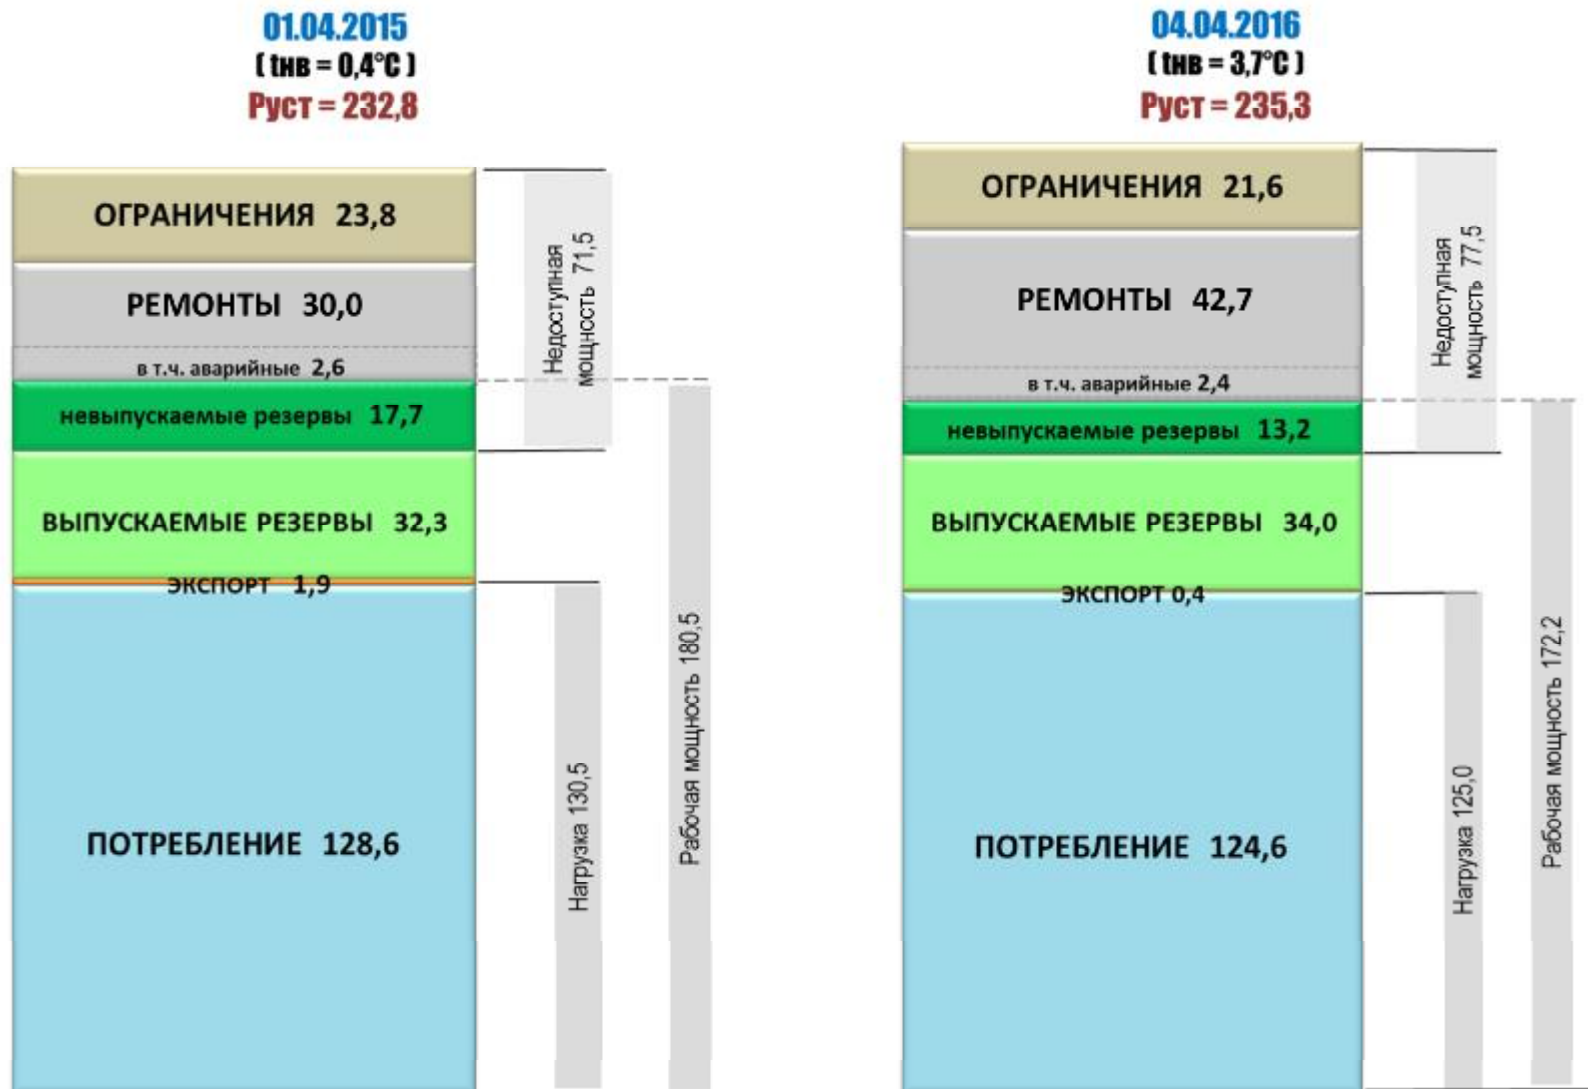 01.04.2015
( tнв = 0,4°C )
Руст = 232,8
ОГРАНИЧЕНИЯ 23,8
РЕМОНТЫ 30,0
в т.ч. аварийные 2,6
невыпускаемые резервы 17,7
ВЫПУСКАЕМЫЕ РЕЗЕРВЫ 32,3
ЭКСПОРТ 1,9
ПОТРЕБЛЕНИЕ 128,6
Недоступная
мощность 71,5
Нагрузка 130,5
Рабочая мощность 180,5
04.04.2016
( tнв = 3,7°C )
Руст = 235,3
ОГРАНИЧЕНИЯ 21,6
РЕМОНТЫ 42,7
в т.ч. аварийные 2,4
невыпускаемые резервы 13,2
ВЫПУСКАЕМЫЕ РЕЗЕРВЫ 34,0
ЭКСПОРТ 0,4
ПОТРЕБЛЕНИЕ 124,6
Недоступная
мощность 77,5
Нагрузка 125,0
Рабочая мощность 172,2